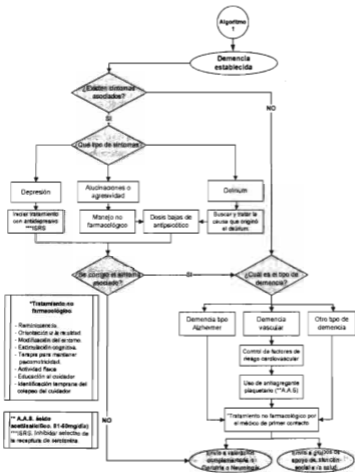 Algoritmo
1
Demencia
establecida
¿Existen síntomas
asociados?
NO
SI
¿Qué tipo de síntomas?
Depresión
Alucinaciones o
agresividad
Delirium
Iniciar tratamiento
con antidepresivo
***ISRS
Manejo no
farmacológico
Dosis bajas de
antipsicótico
Buscar y tratar la
causa que originó
el delirium
¿Se corrigió el síntoma
asociado?
SI
¿Cuál es el tipo de
demencia?
*Tratamiento no
farmacológico
- Reminiscencia.
- Orientación a la realidad
- Modificación del entorno
- Estimulación cognitiva.
- Terapia para mantener
psicomotricidad.
- Actividad física
- Educación al cuidador
- Identificación temprana del
colapso del cuidador
Demencia tipo
Alzheimer
Demencia
vascular
Otro tipo de
demencia
Control de factores de
riesgo cardiovascular
Uso de antiagregante
plaquetario (**A.A.S)
** A.A.S. ácido
acetilsalicílico.
***ISRS, inhibidor selectivo de
la recaptura de serotonina.
NO
*Tratamiento no farmacológico por
el médico de primer contacto
Envío a valoración
complementaria a
Geriatría o Neurología
Envío a grupos de
apoyo de atención
social a la salud